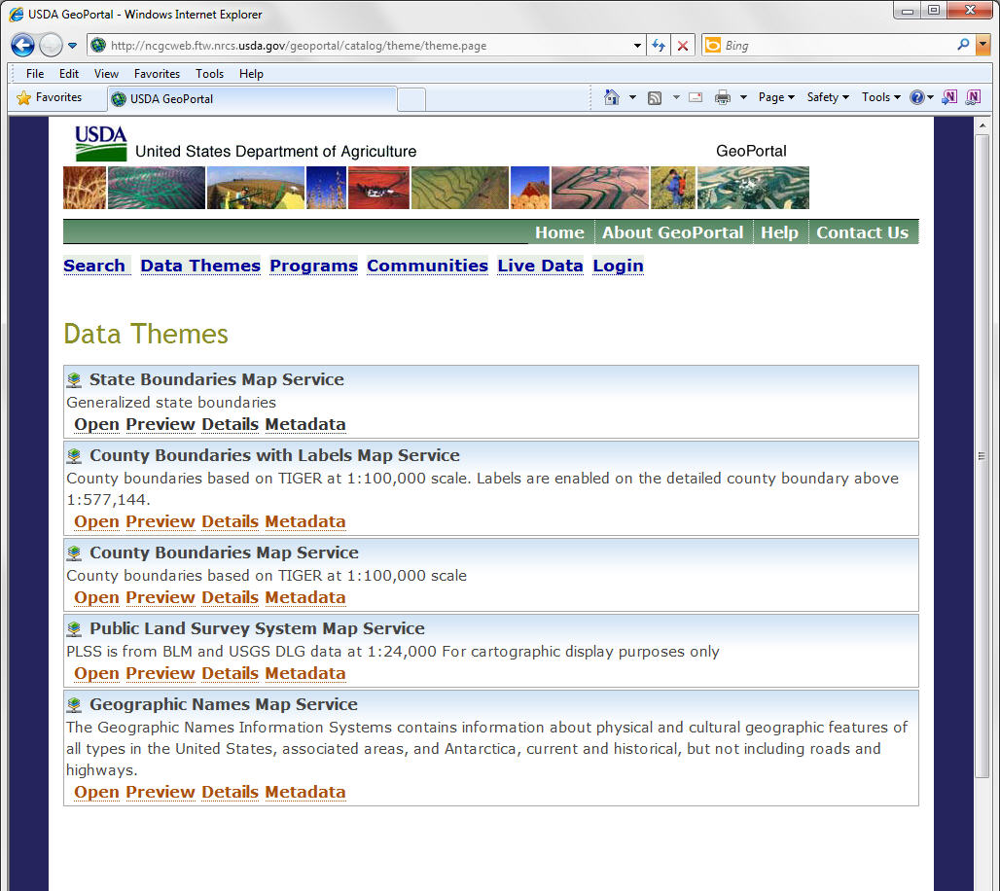 USDA GeoPortal - Windows Internet Explorer
http://ncgcweb.ftw.nrcs.usda.gov/geoportal/catalog/theme/theme.page
Bing
File Edit View Favorites Tools Help
Favorites USDA GeoPortal Page Safety Tools
USDA
United States Department of Agriculture GeoPortal
Home About GeoPortal Help Contact Us
Search Data Themes Programs Communities Live Data Login
Data Themes
State Boundaries Map Service
Generalized state boundaries
Open Preview Details Metadata
County Boundaries with Labels Map Service
County boundaries based on TIGER at 1:100,000 scale. Labels are enabled on the detailed county boundary above
1:577,144.
Open Preview Details Metadata
County Boundaries Map Service
County boundaries based on TIGER at 1:100,000 scale
Open Preview Details Metadata
Public Land Survey System Map Service
PLSS is from BLM and USGS DLG data at 1:24,000 For cartographic display purposes only
Open Preview Details Metadata
Geographic Names Map Service
The Geographic Names Information Systems contains information about physical and cultural geographic features of
all types in the United States, associated areas, and Antarctica, current and historical, but not including roads and
highways.
Open Preview Details Metadata